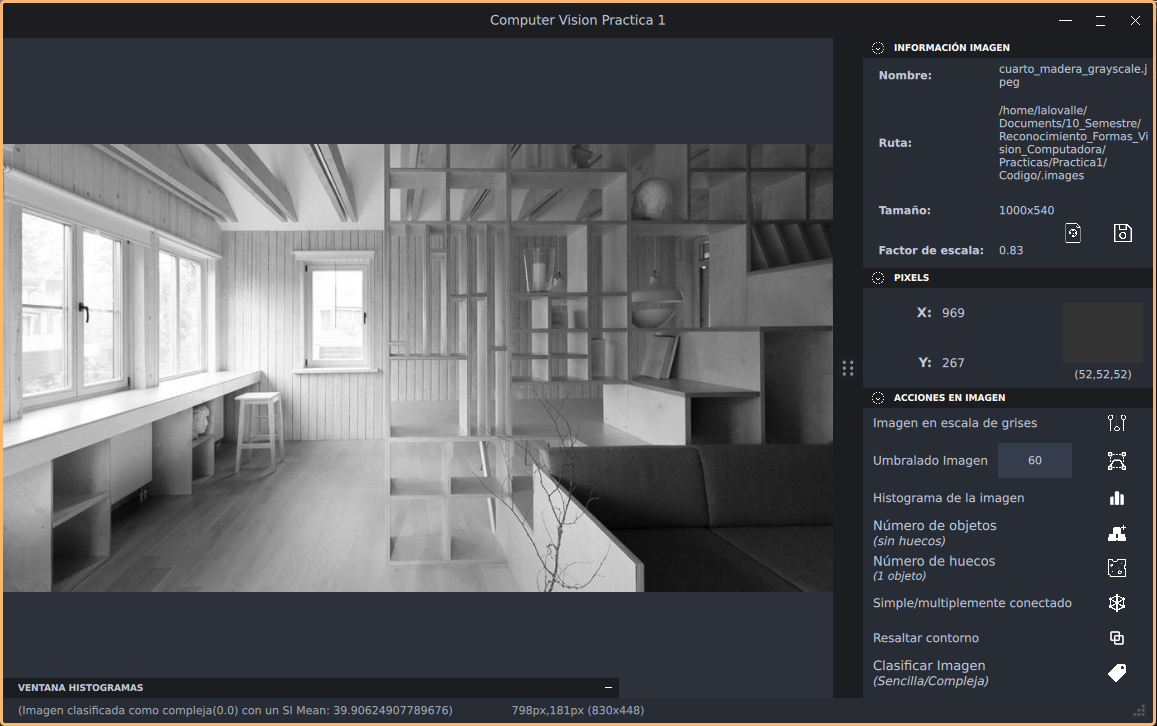 Computer Vision Practica 1
INFORMACIÓN IMAGEN
Nombre:
cuarto_madera_grayscale.j
peg
Ruta:
/home/lalovalle/
Documents/10_Semestre/
Reconocimiento_Formas_Vi
sion_Computadora/
Practicas/Practica1/
Codigo/.images
Tamaño:
1000x540
Factor de escala:
0.83
PIXELS
X: 969
Y: 267
(52,52,52)
ACCIONES EN IMAGEN
Imagen en escala de grises
Umbralado Imagen
60
Histograma de la imagen
Número de objetos
(sin huecos)
Número de huecos
(1 objeto)
Simple/multiplemente conectado
Resaltar contorno
Clasificar Imagen
(Sencilla/Compleja)
VENTANA HISTOGRAMAS
(Imagen clasificada como compleja(0.0) con un SI Mean: 39.90624907789676)
798px,181px (830x448)